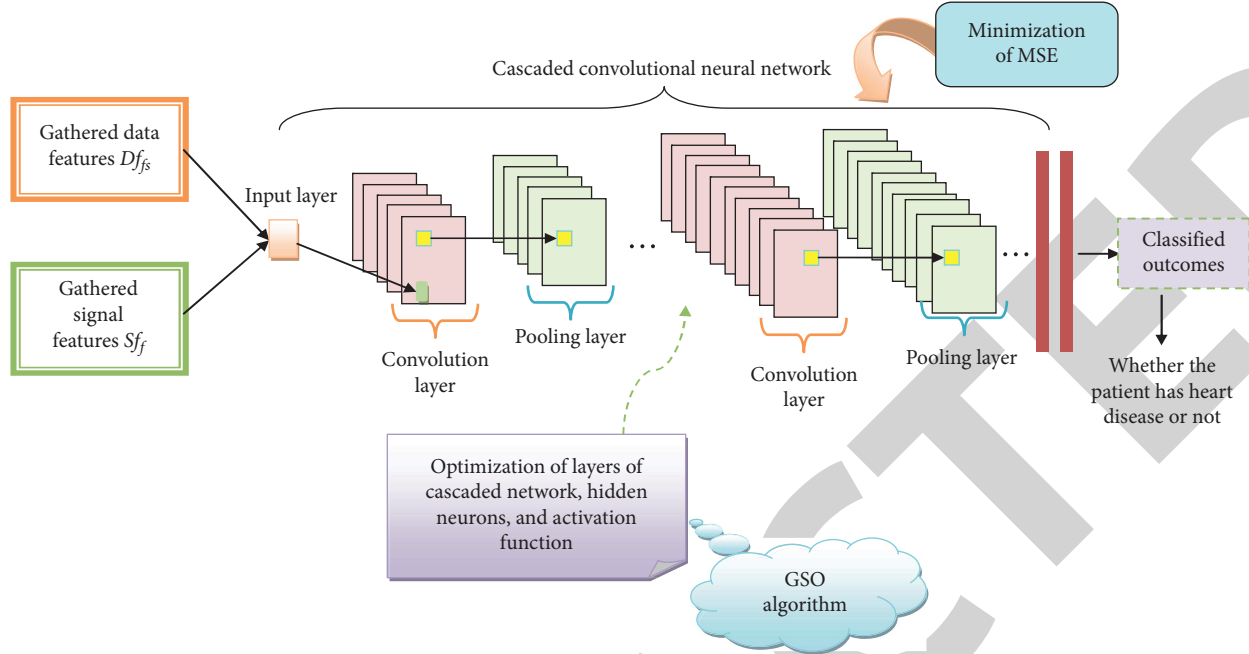 Minimization
of MSE
Cascaded convolutional neural network
Gathered data
features Df_fs
Input layer
Gathered
signal
features Sf_f
...
...
Classified
outcomes
Convolution
layer
Pooling layer
Convolution
layer
Pooling layer
Whether the
patient has heart
disease or not
Optimization of layers of
cascaded network, hidden
neurons, and activation
function
GSO
algorithm